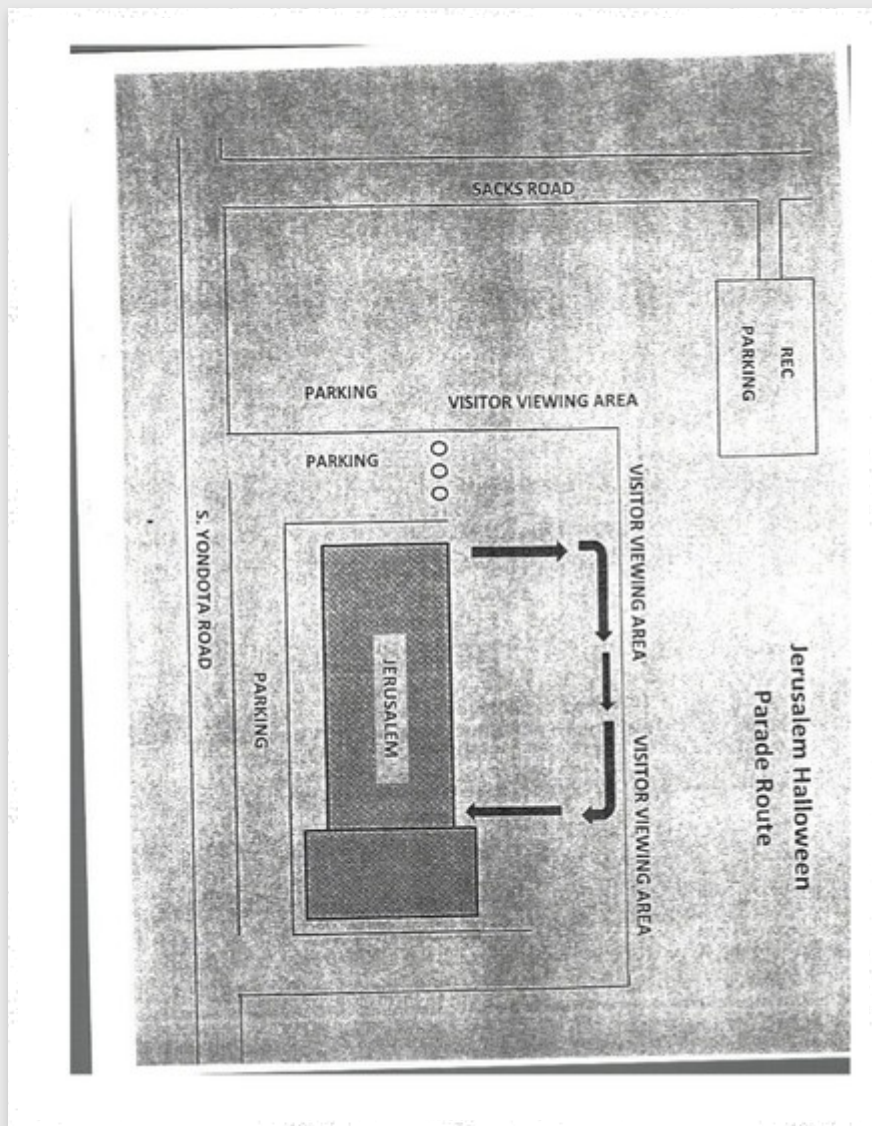 SACKS ROAD
REC
PARKING
PARKING
VISITOR VIEWING AREA
PARKING
VISITOR VIEWING AREA
S. YONDOTA ROAD
JERUSALEM
PARKING
VISITOR VIEWING AREA
Jerusalem Halloween
Parade Route